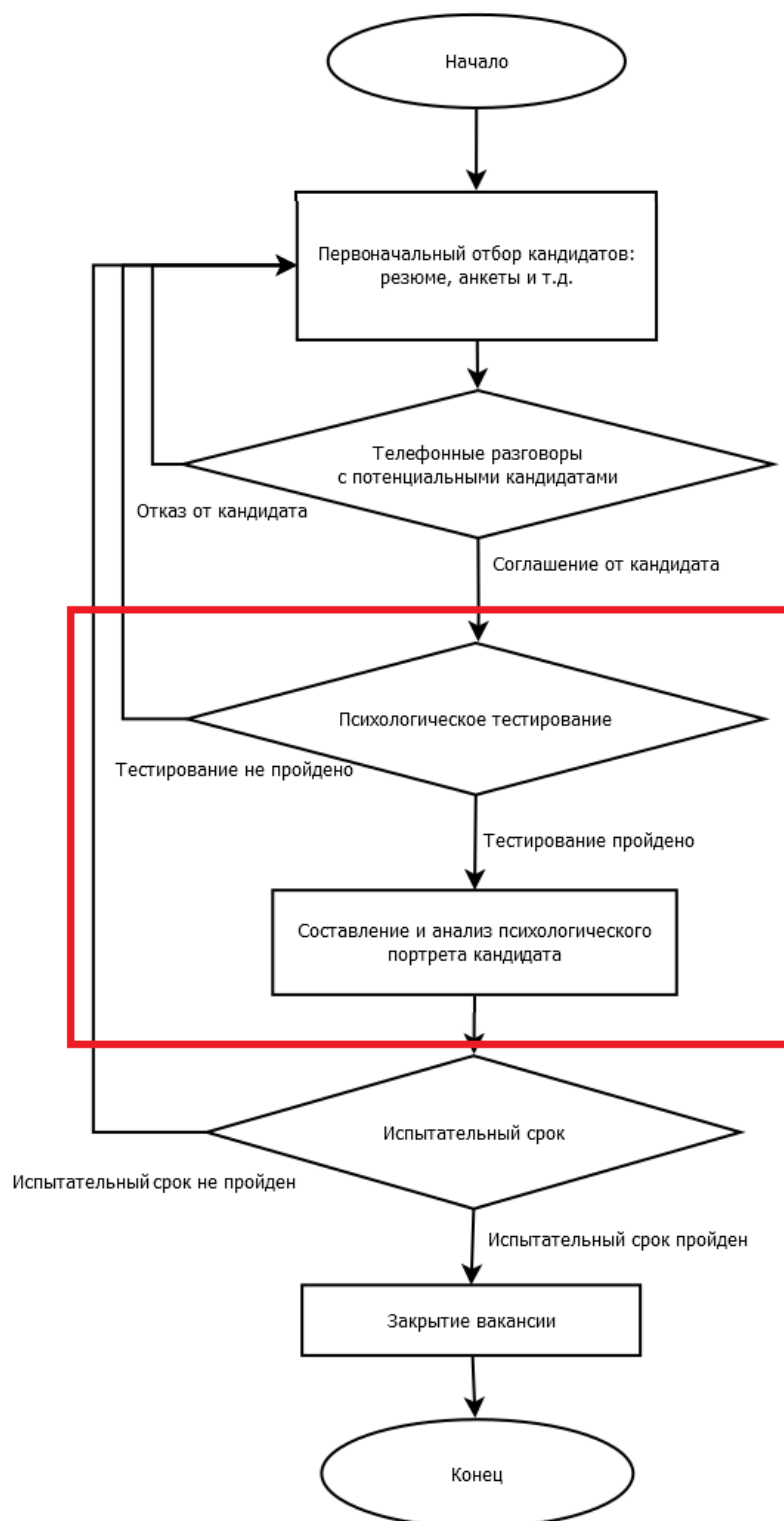 Начало
Первоначальный отбор кандидатов:
резюме, анкеты и т.д.
Телефонные разговоры
с потенциальными кандидатами
Отказ от кандидата
Соглашение от кандидата
Психологическое тестирование
Тестирование не пройдено
Тестирование пройдено
Составление и анализ психологического
портрета кандидата
Испытательный срок
Испытательный срок не пройден
Испытательный срок пройден
Закрытие вакансии
Конец